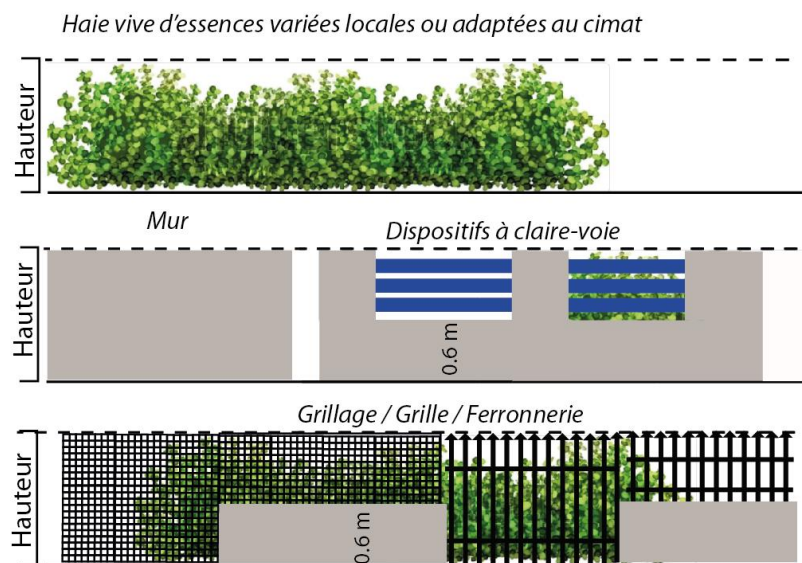 Haie vive d'essences variées locales ou adaptées au cimat
Hauteur
Mur
Dispositifs à claire-voie
Hauteur
0.6 m
Grillage / Grille / Ferronnerie
Hauteur
0.6 m